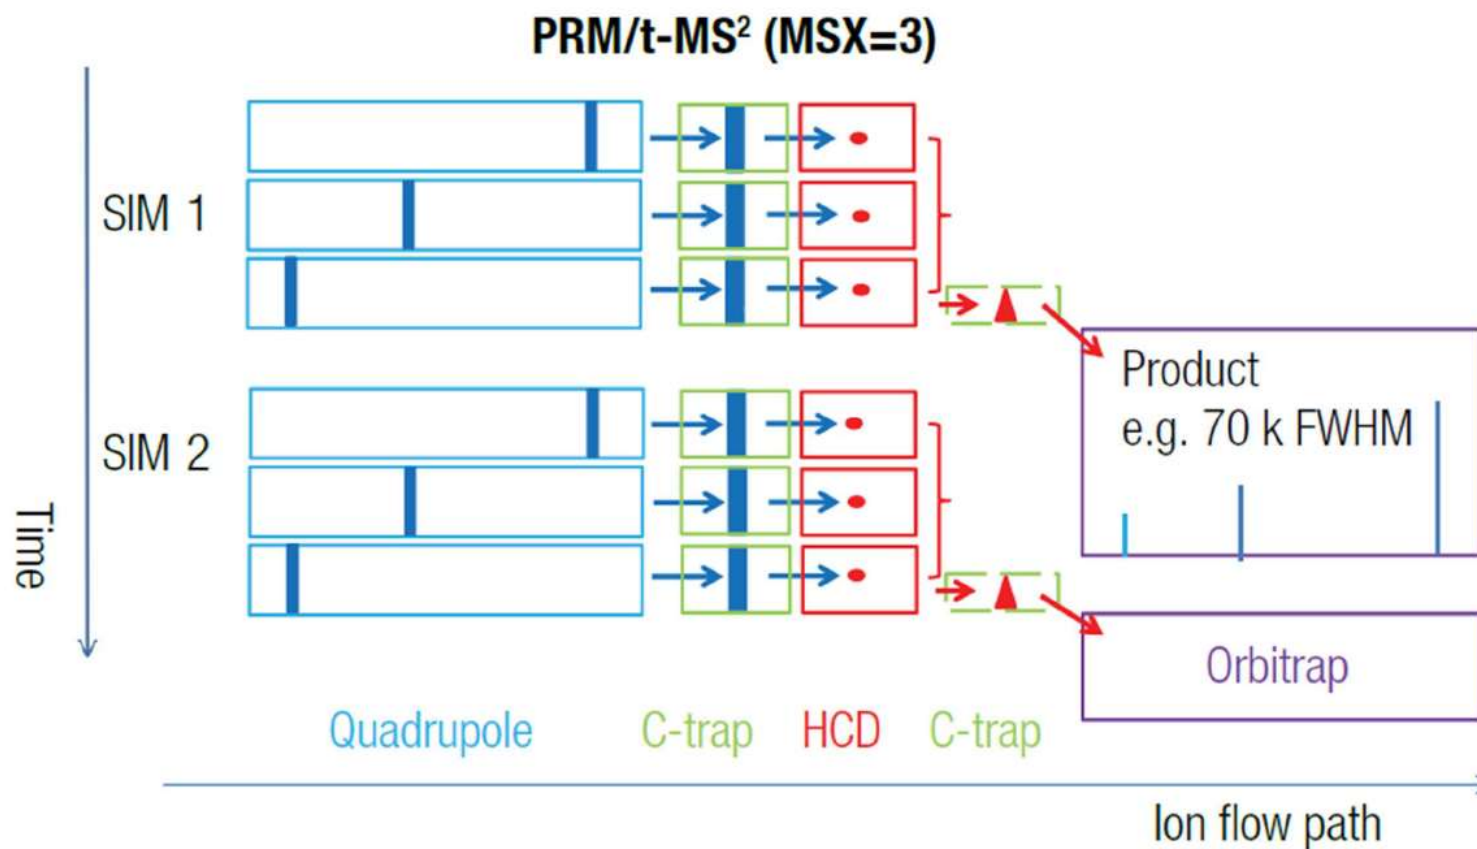 PRM/t-MS² (MSX=3)
SIM 1
Product
e.g. 70 k FWHM
SIM 2
Time
Orbitrap
Quadrupole C-trap HCD C-trap
Ion flow path